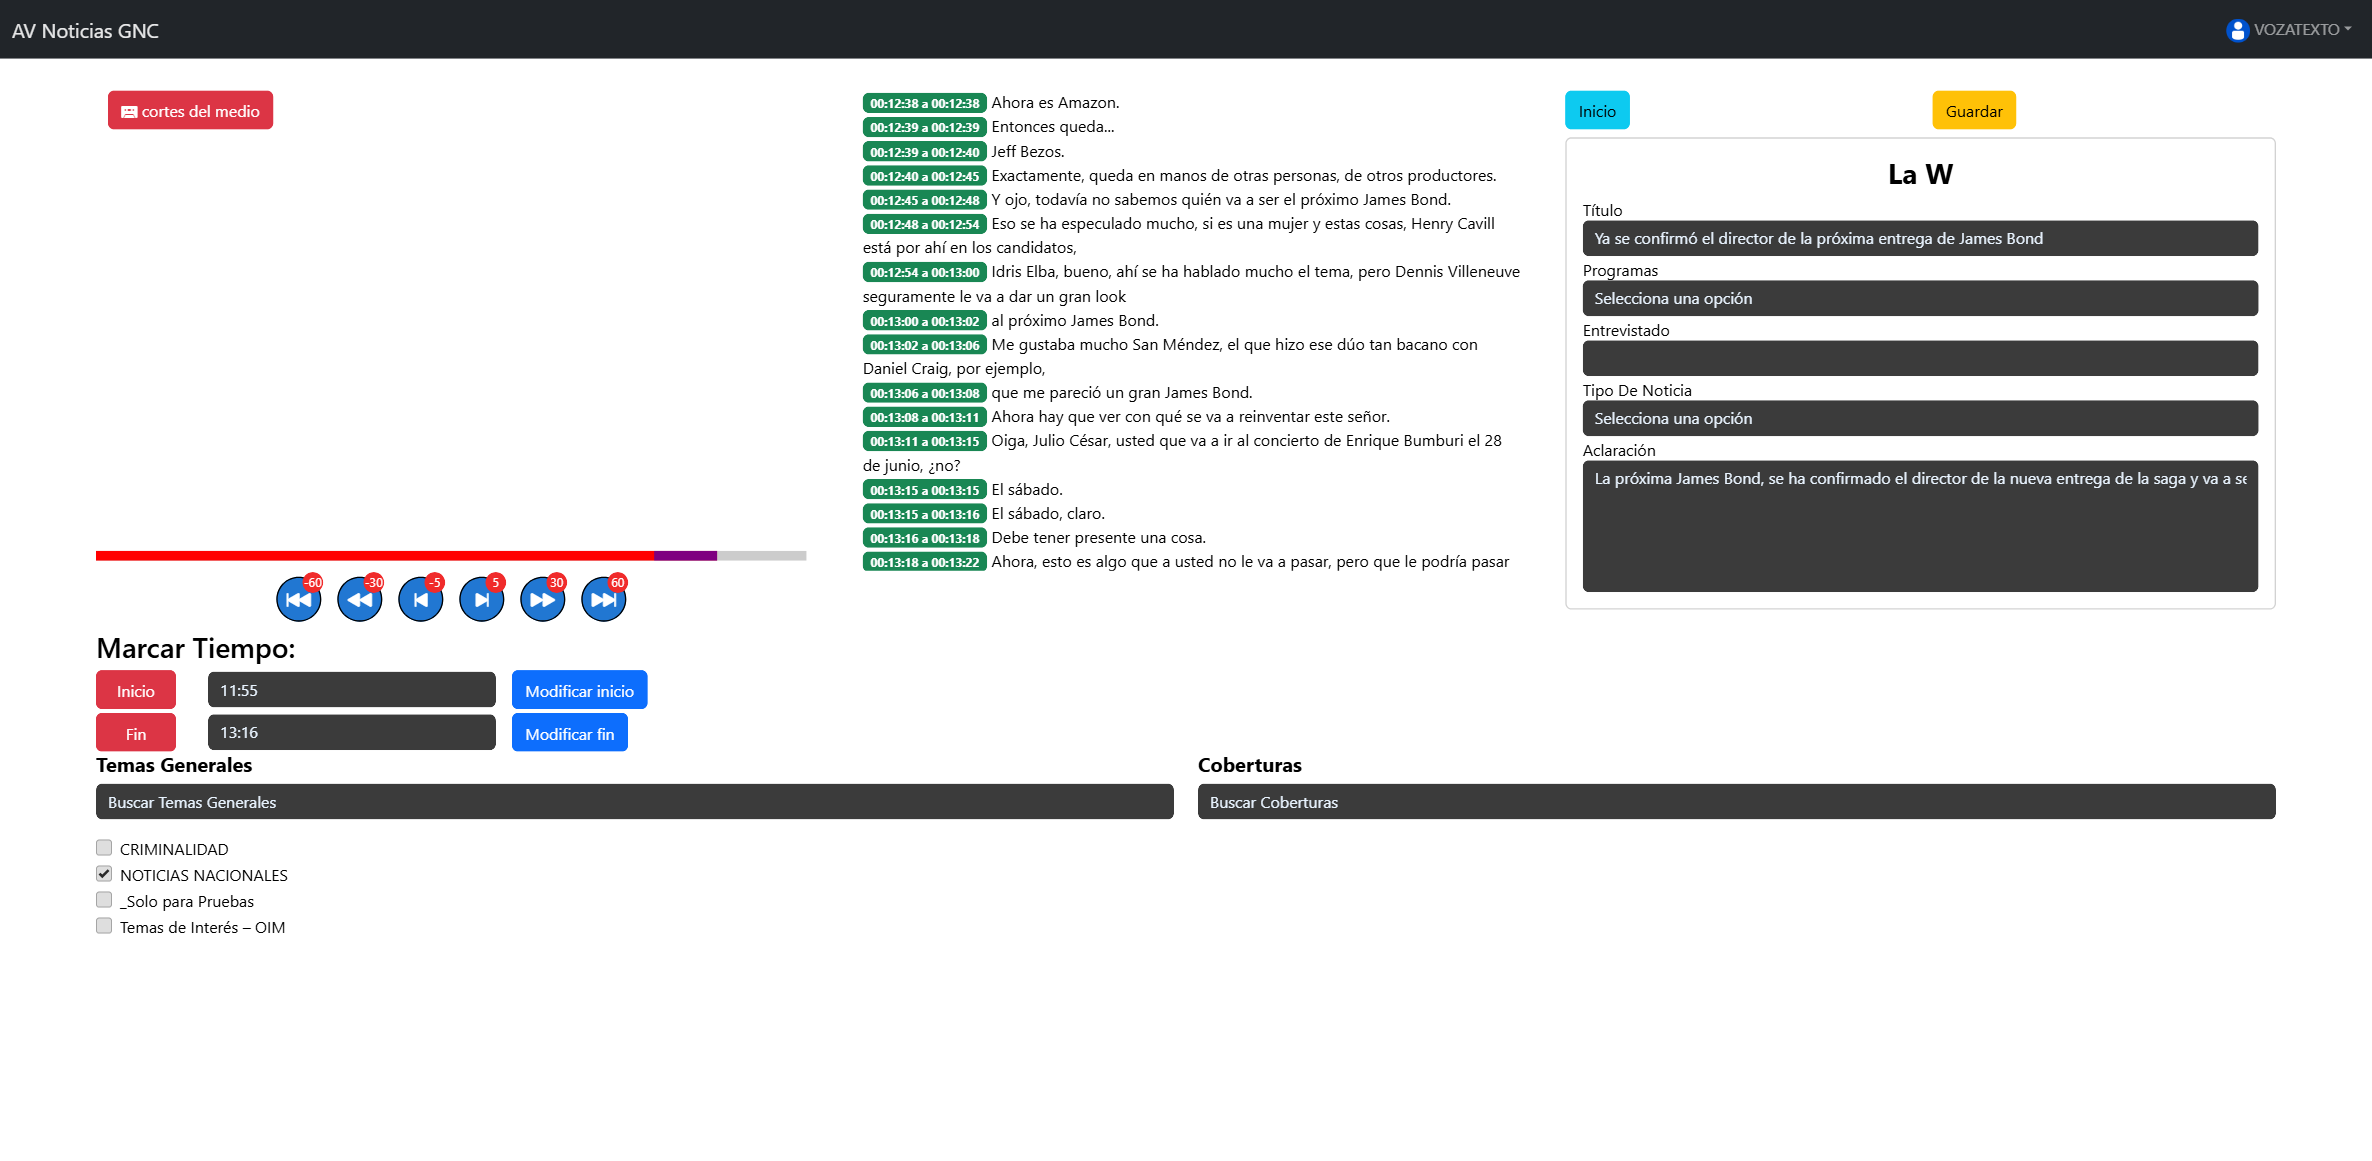 AV Noticias GNC
VOZATEXTO
cortes del medio
-60
-30
-5
5
30
60
Marcar Tiempo:
Inicio
11:55
Modificar inicio
Fin
13:16
Modificar fin
00:12:38 a 00:12:38 Ahora es Amazon.
00:12:39 a 00:12:39 Entonces queda...
00:12:39 a 00:12:40 Jeff Bezos.
00:12:40 a 00:12:45 Exactamente, queda en manos de otras personas, de otros productores.
00:12:45 a 00:12:48 Y ojo, todavía no sabemos quién va a ser el próximo James Bond.
00:12:48 a 00:12:54 Eso se ha especulado mucho, si es una mujer y estas cosas, Henry Cavill
está por ahí en los candidatos,
00:12:54 a 00:13:00 Idris Elba, bueno, ahí se ha hablado mucho el tema, pero Dennis Villeneuve
seguramente le va a dar un gran look
00:13:00 a 00:13:02 al próximo James Bond.
00:13:02 a 00:13:06 Me gustaba mucho San Méndez, el que hizo ese dúo tan bacano con
Daniel Craig, por ejemplo,
00:13:06 a 00:13:08 que me pareció un gran James Bond.
00:13:08 a 00:13:11 Ahora hay que ver con qué se va a reinventar este señor.
00:13:11 a 00:13:15 Oiga, Julio César, usted que va a ir al concierto de Enrique Bumburi el 28
de junio, ¿no?
00:13:15 a 00:13:15 El sábado.
00:13:15 a 00:13:16 El sábado, claro.
00:13:16 a 00:13:18 Debe tener presente una cosa.
00:13:18 a 00:13:22 Ahora, esto es algo que a usted no le va a pasar, pero que le podría pasar
Inicio
Guardar
La W
Título
Ya se confirmó el director de la próxima entrega de James Bond
Programas
Selecciona una opción
Entrevistado
Tipo De Noticia
Selecciona una opción
Aclaración
La próxima James Bond, se ha confirmado el director de la nueva entrega de la saga y va a se
Temas Generales
Buscar Temas Generales
CRIMINALIDAD
NOTICIAS NACIONALES
_Solo para Pruebas
Temas de Interés – OIM
Coberturas
Buscar Coberturas